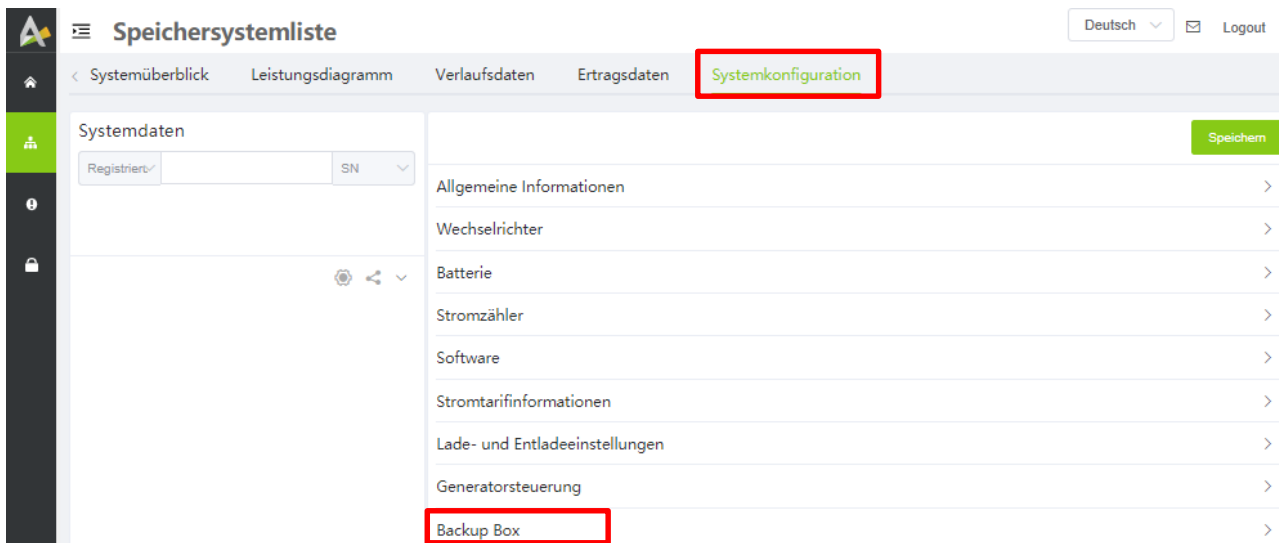 Speichersystemliste
Deutsch
Logout
Systemüberblick Leistungsdiagramm Verlaufsdaten Ertragsdaten Systemkonfiguration
Systemdaten
Speichern
Registriert SN
Allgemeine Informationen
Wechselrichter
Batterie
Stromzähler
Software
Stromtarifinformationen
Lade- und Entladeeinstellungen
Generatorsteuerung
Backup Box